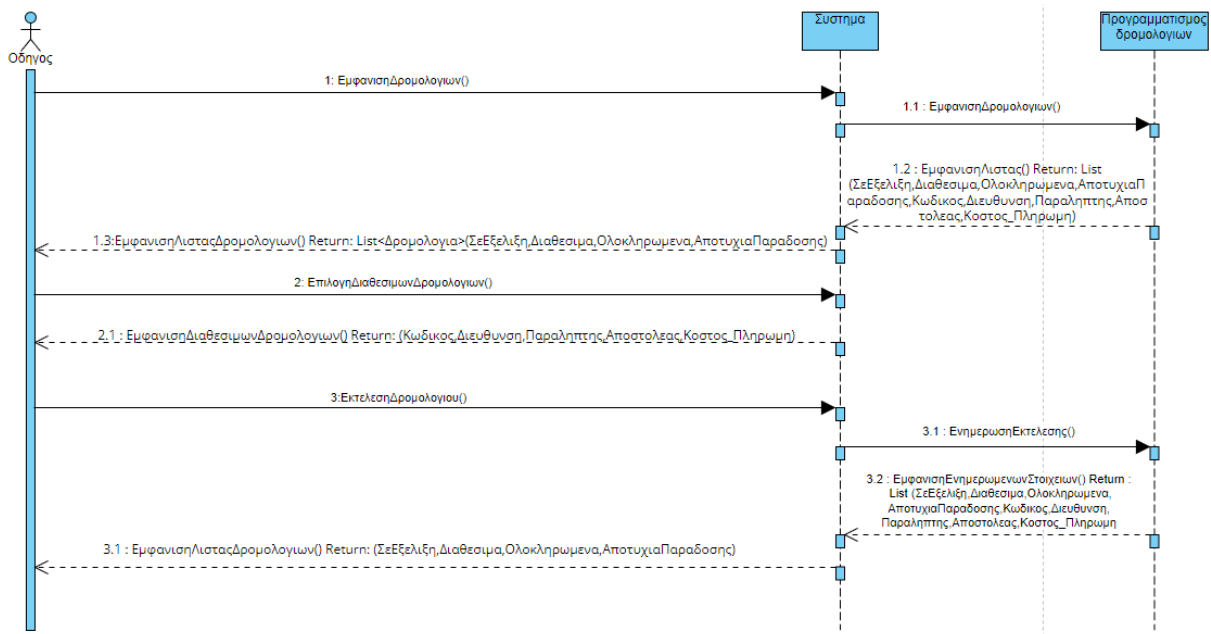 Οδηγος
Συστημα
Προγραμματισμος
δρομολογιων
1: ΕμφανισηΔρομολογιων()
1.1 : ΕμφανισηΔρομολογιων()
1.2 : ΕμφανισηΛιστας() Return: List
(ΣεΕξελιξη,Διαθεσιμα,Ολοκληρωμενα,ΑποτυχιαΠ
αραδοσης,Κωδικος,Διευθυνση,Παραληπτης,Αποσ
τολεας,Κοστος_Πληρωμη)
1.3:ΕμφανισηΛισταςΔρομολογιων() Return: List<Δρομολογια>(ΣεΕξελιξη,Διαθεσιμα,Ολοκληρωμενα,ΑποτυχιαΠαραδοσης)
2: ΕπιλογηΔιαθεσιμωνΔρομολογιων()
2.1 : ΕμφανισηΔιαθεσιμωνΔρομολογιων() Return: (Κωδικος,Διευθυνση,Παραληπτης,Αποστολεας,Κοστος_Πληρωμη)
3:ΕκτελεσηΔρομολογιου()
3.1 : ΕνημερωσηΕκτελεσης()
3.2 : ΕμφανισηΕνημερωμενωνΣτοιχειων() Return :
List (ΣεΕξελιξη,Διαθεσιμα,Ολοκληρωμενα,
ΑποτυχιαΠαραδοσης,Κωδικος,Διευθυνση,
Παραληπτης,Αποστολεας,Κοστος_Πληρωμη
3.1 : ΕμφανισηΛισταςΔρομολογιων() Return: (ΣεΕξελιξη,Διαθεσιμα,Ολοκληρωμενα,ΑποτυχιαΠαραδοσης)